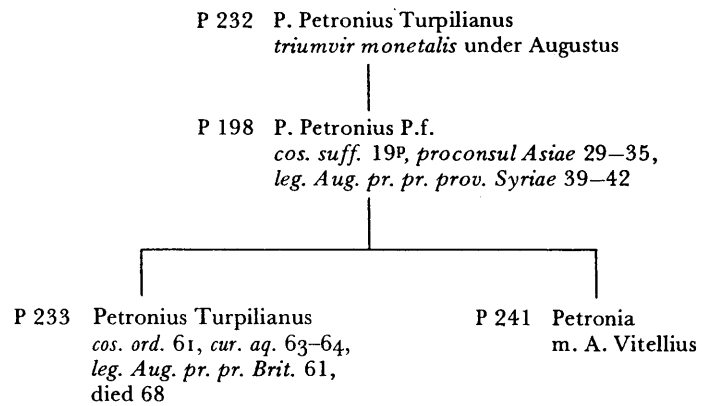 P 232 P. Petronius Turpilianus
triumvir monetalis under Augustus
P 198 P. Petronius P.f.
cos. suff. 19p, proconsul Asiae 29–35,
leg. Aug. pr. pr. prov. Syriae 39–42
P 233 Petronius Turpilianus
cos. ord. 61, cur. aq. 63–64,
leg. Aug. pr. pr. Brit. 61,
died 68
P 241 Petronia
m. A. Vitellius